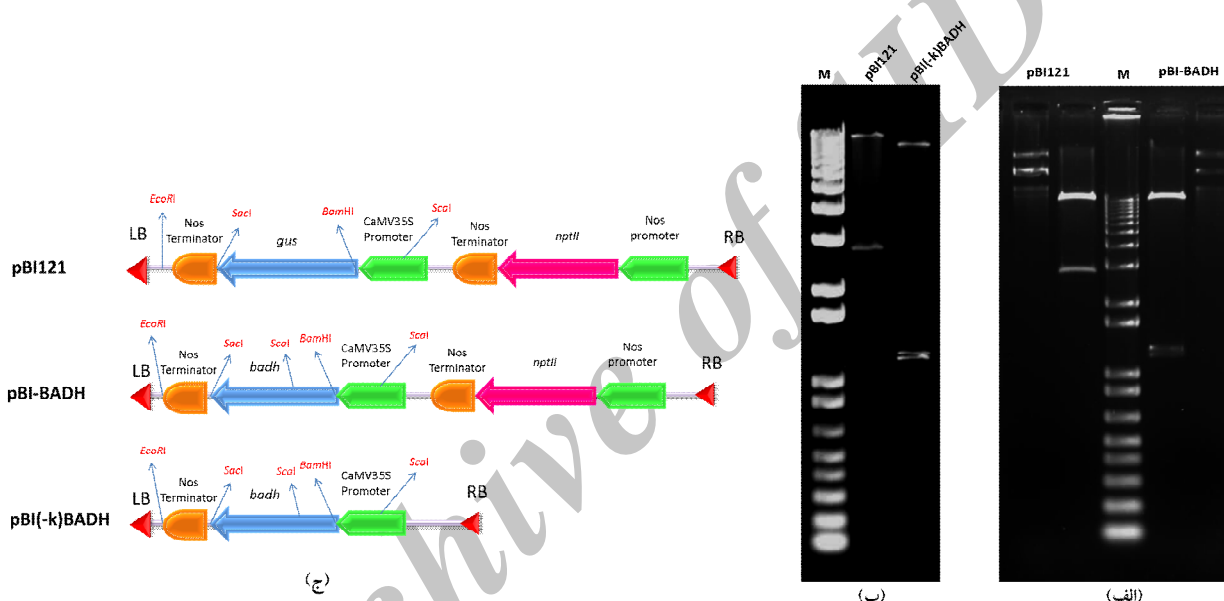 EcoRI
SacI
BamHI
ScaI
LB
Nos
Terminator
gus
CaMV35S
Promoter
Nos
Terminator
nptII
Nos
promoter
RB
pBI121
EcoRI
SacI
ScaI
BamHI
ScaI
LB
Nos
Terminator
badh
CaMV35S
Promoter
Nos
Terminator
nptII
Nos
promoter
RB
pBI-BADH
EcoRI
SacI
ScaI
BamHI
ScaI
LB
Nos
Terminator
badh
CaMV35S
Promoter
RB
pBI(-k)BADH
(ج)
M
pBI121
pBI(-k)BADH
(ب)
pBI121
M
pBI-BADH
(الف)
Archive of SID